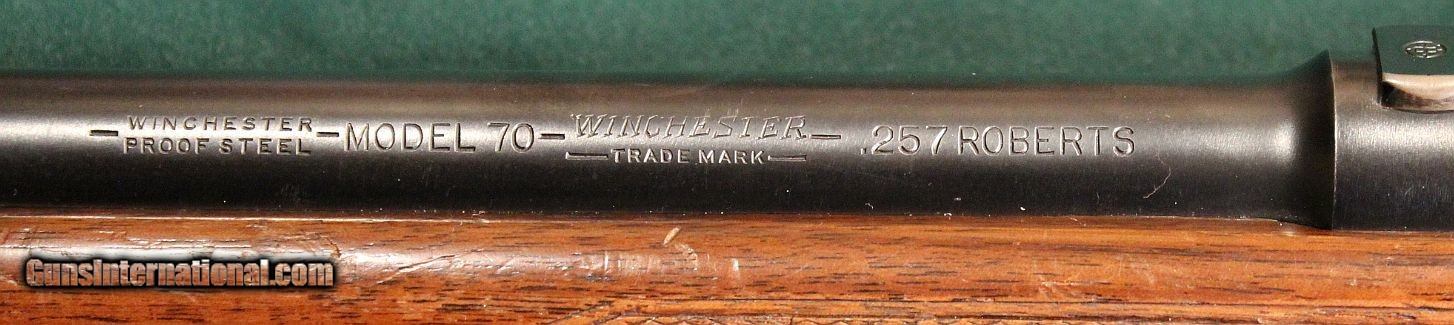 WINCHESTER
PROOF STEEL
-MODEL 70-
WINCHESTER
TRADE MARK
.257 ROBERTS
GunsInternational.com